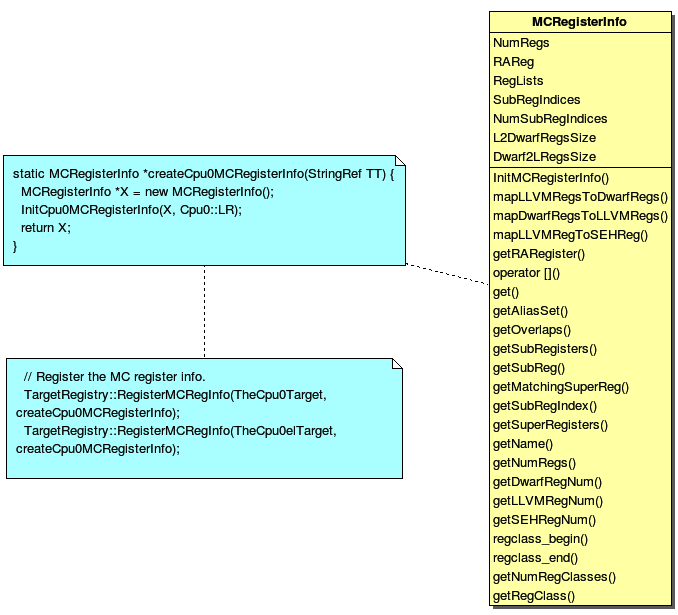 MCRegisterInfo
NumRegs
RAReg
RegLists
SubRegIndices
NumSubRegIndices
L2DwarfRegsSize
Dwarf2LRegsSize
InitMCRegisterInfo()
mapLLVMRegsToDwarfRegs()
mapDwarfRegsToLLVMRegs()
mapLLVMRegToSEHReg()
getRARegister()
operator []()
get()
getAliasSet()
getOverlaps()
getSubRegisters()
getSubReg()
getMatchingSuperReg()
getSubRegIndex()
getSuperRegisters()
getName()
getNumRegs()
getDwarfRegNum()
getLLVMRegNum()
getSEHRegNum()
regclass_begin()
regclass_end()
getNumRegClasses()
getRegClass()
static MCRegisterInfo *createCpu0MCRegisterInfo(StringRef TT) {
MCRegisterInfo *X = new MCRegisterInfo();
InitCpu0MCRegisterInfo(X, Cpu0::LR);
return X;
}
// Register the MC register info.
TargetRegistry::RegisterMCRegInfo(TheCpu0Target,
createCpu0MCRegisterInfo);
TargetRegistry::RegisterMCRegInfo(TheCpu0elTarget,
createCpu0MCRegisterInfo);